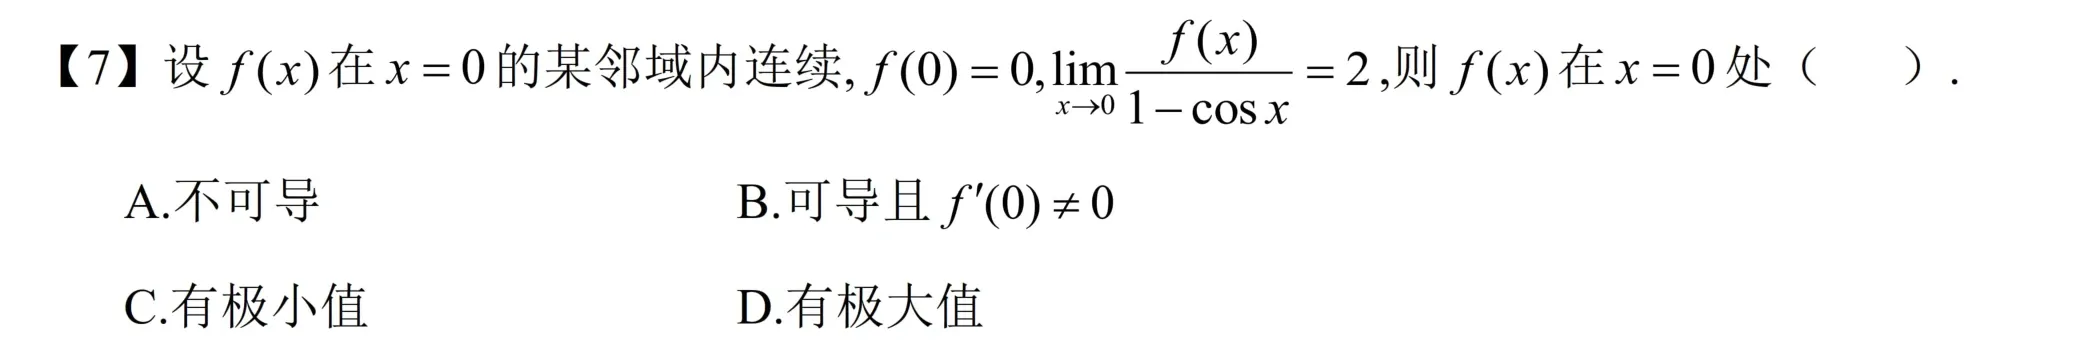 【7】设 f(x) 在 x = 0 的某邻域内连续, f(0) = 0, \lim_{x \to 0} \frac{f(x)}{1 - \cos x} = 2 ,则 f(x) 在 x = 0 处（　　）.
A.不可导　　B.可导且 f'(0) ≠ 0
C.有极小值　　D.有极大值